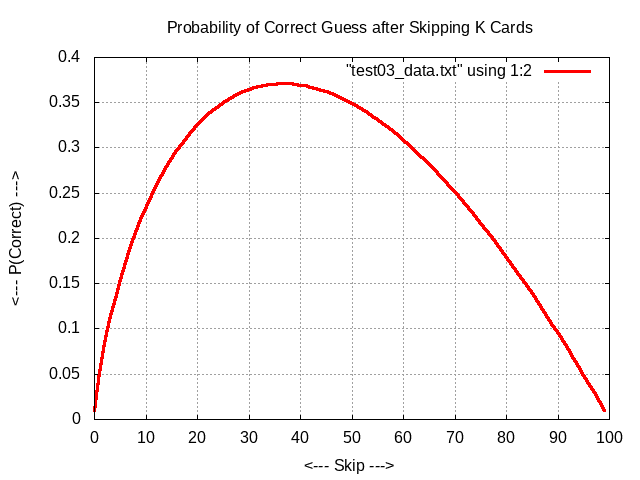 Probability of Correct Guess after Skipping K Cards
"test03_data.txt" using 1:2
<--- P(Correct) --->
0.4
0.35
0.3
0.25
0.2
0.15
0.1
0.05
0
0 10 20 30 40 50 60 70 80 90 100
<--- Skip --->